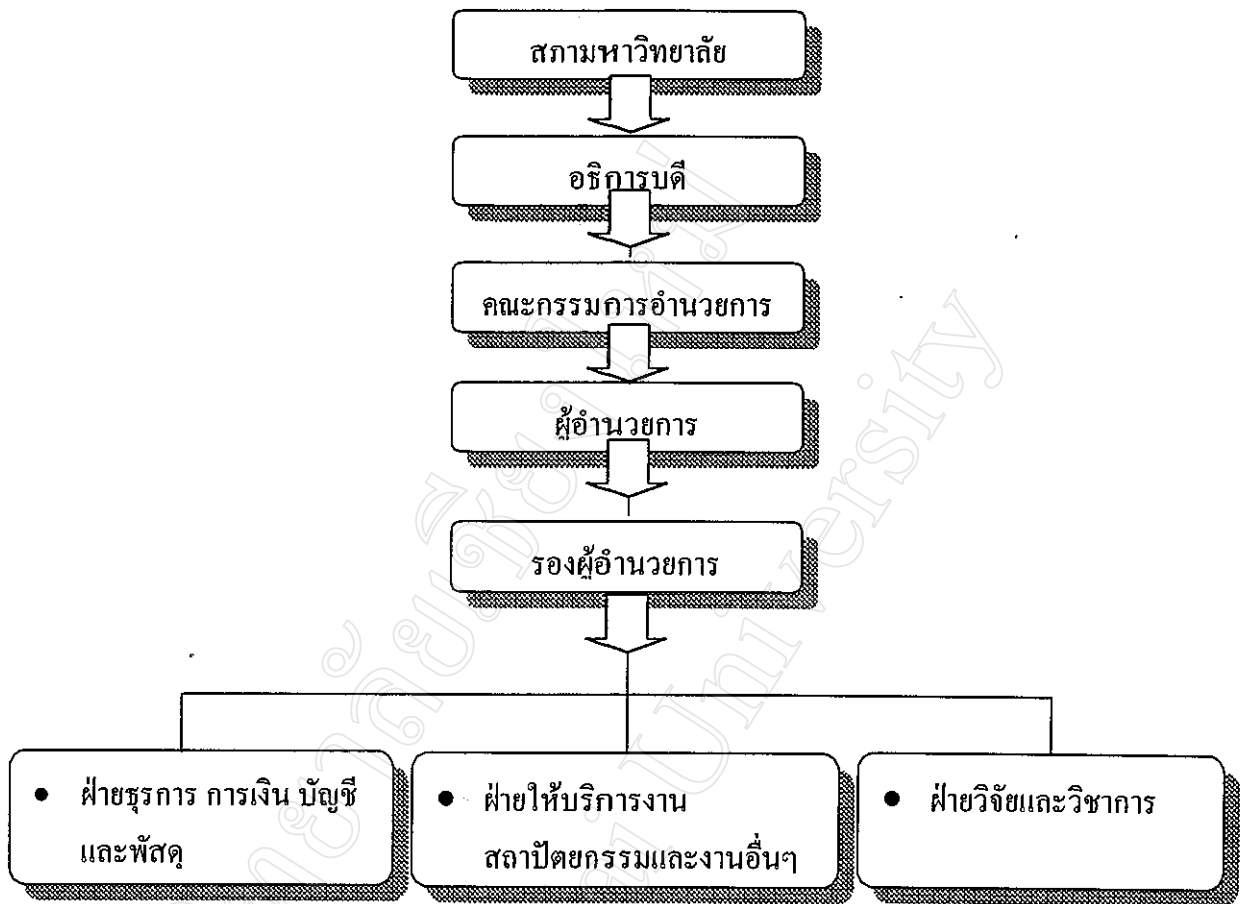 สภามหาวิทยาลัย
อธิการบดี
คณะกรรมการอำนวยการ
ผู้อำนวยการ
รองผู้อำนวยการ
● ฝ่ายธุรการ การเงิน บัญชี
และพัสดุ
● ฝ่ายให้บริการงาน
สถาปัตยกรรมและงานอื่นๆ
● ฝ่ายวิจัยและวิชาการ
University